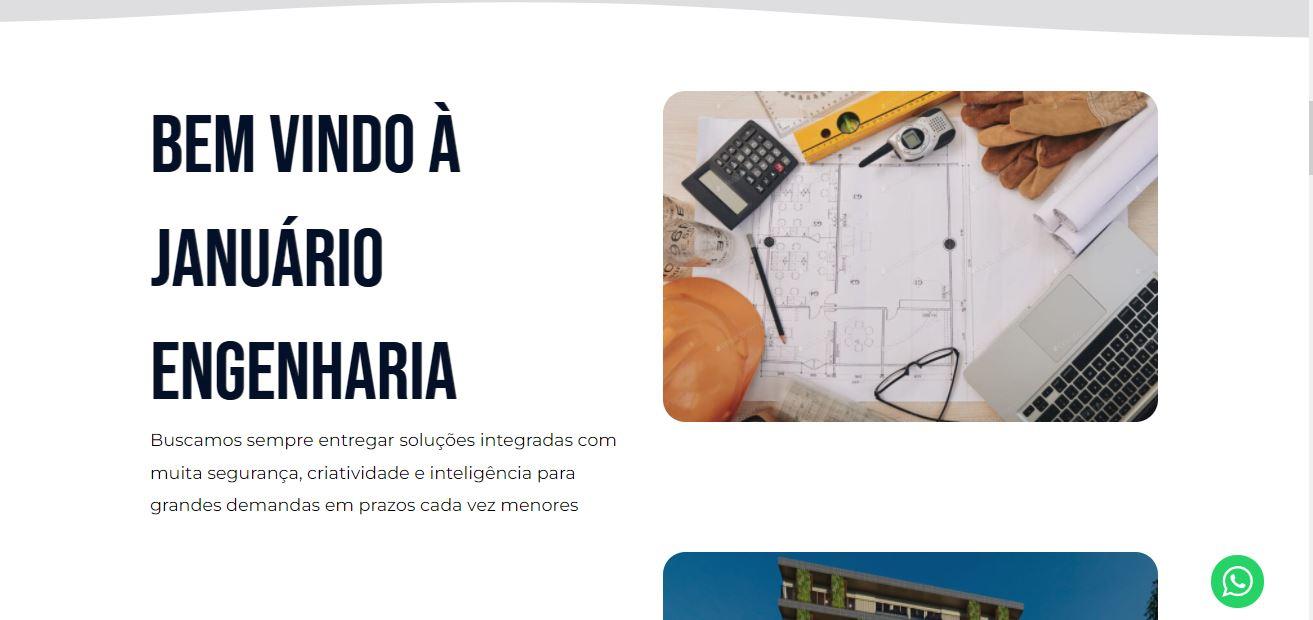 BEM VINDO À
JANUÁRIO
ENGENHARIA
Buscamos sempre entregar soluções integradas com
muita segurança, criatividade e inteligência para
grandes demandas em prazos cada vez menores